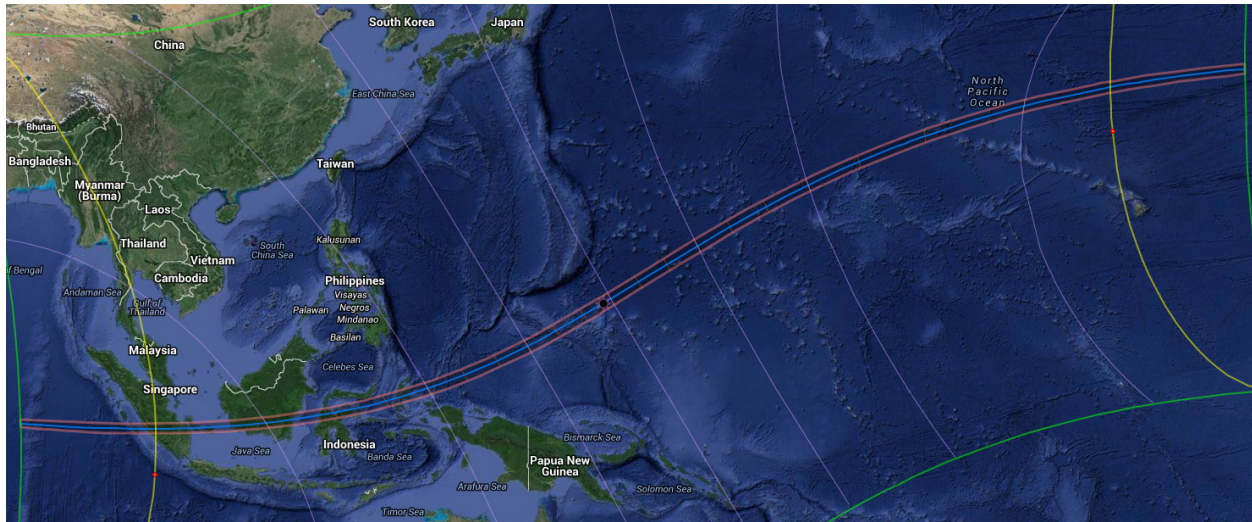 South Korea
Japan
China
East China Sea
North
Pacific
Ocean
Bhutan
Bangladesh
Taiwan
Myanmar
(Burma)
Laos
Thailand
Vietnam
South
China Sea
Kalusunan
of Bengal
Cambodia
Philippines
Andaman Sea
Gulf of
Thailand
Visayas
Palawan
Negros
Mindanao
Basilan
Malaysia
Celebes Sea
Singapore
Java Sea
Indonesia
Banda Sea
Bismarck Sea
Papua New
Guinea
Arafura Sea
Solomon Sea
Timor Sea